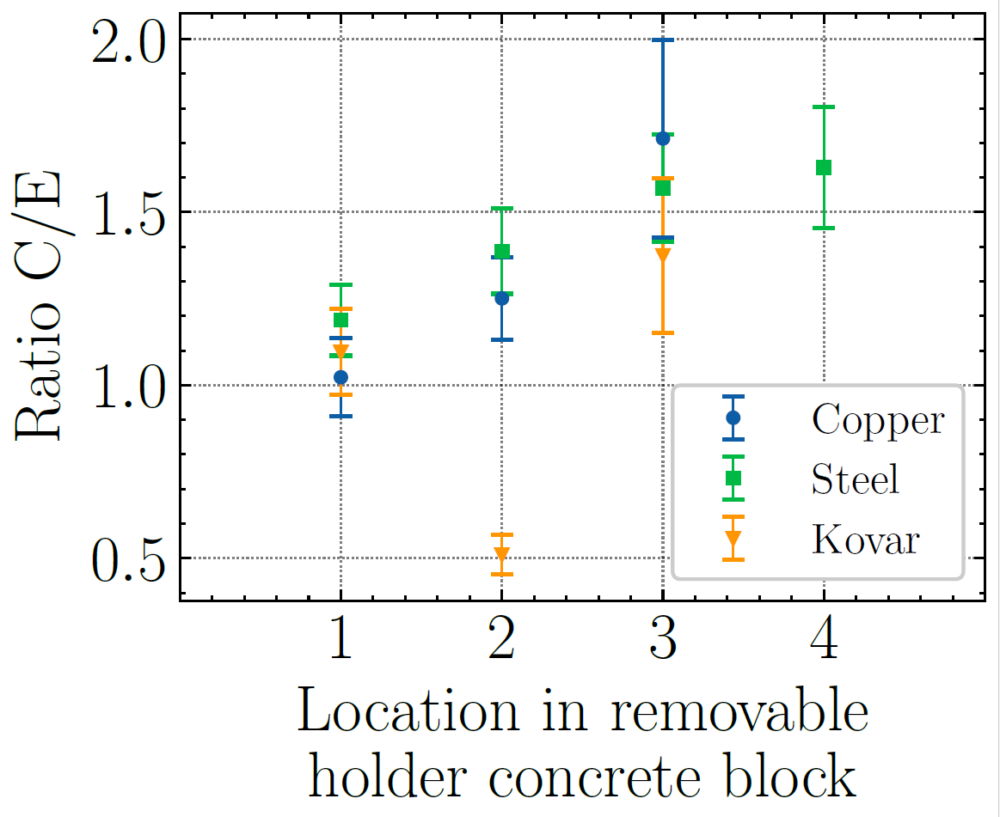 2.0
1.5
1.0
0.5
Ratio C/E
Copper
Steel
Kovar
1 2 3 4
Location in removable
holder concrete block